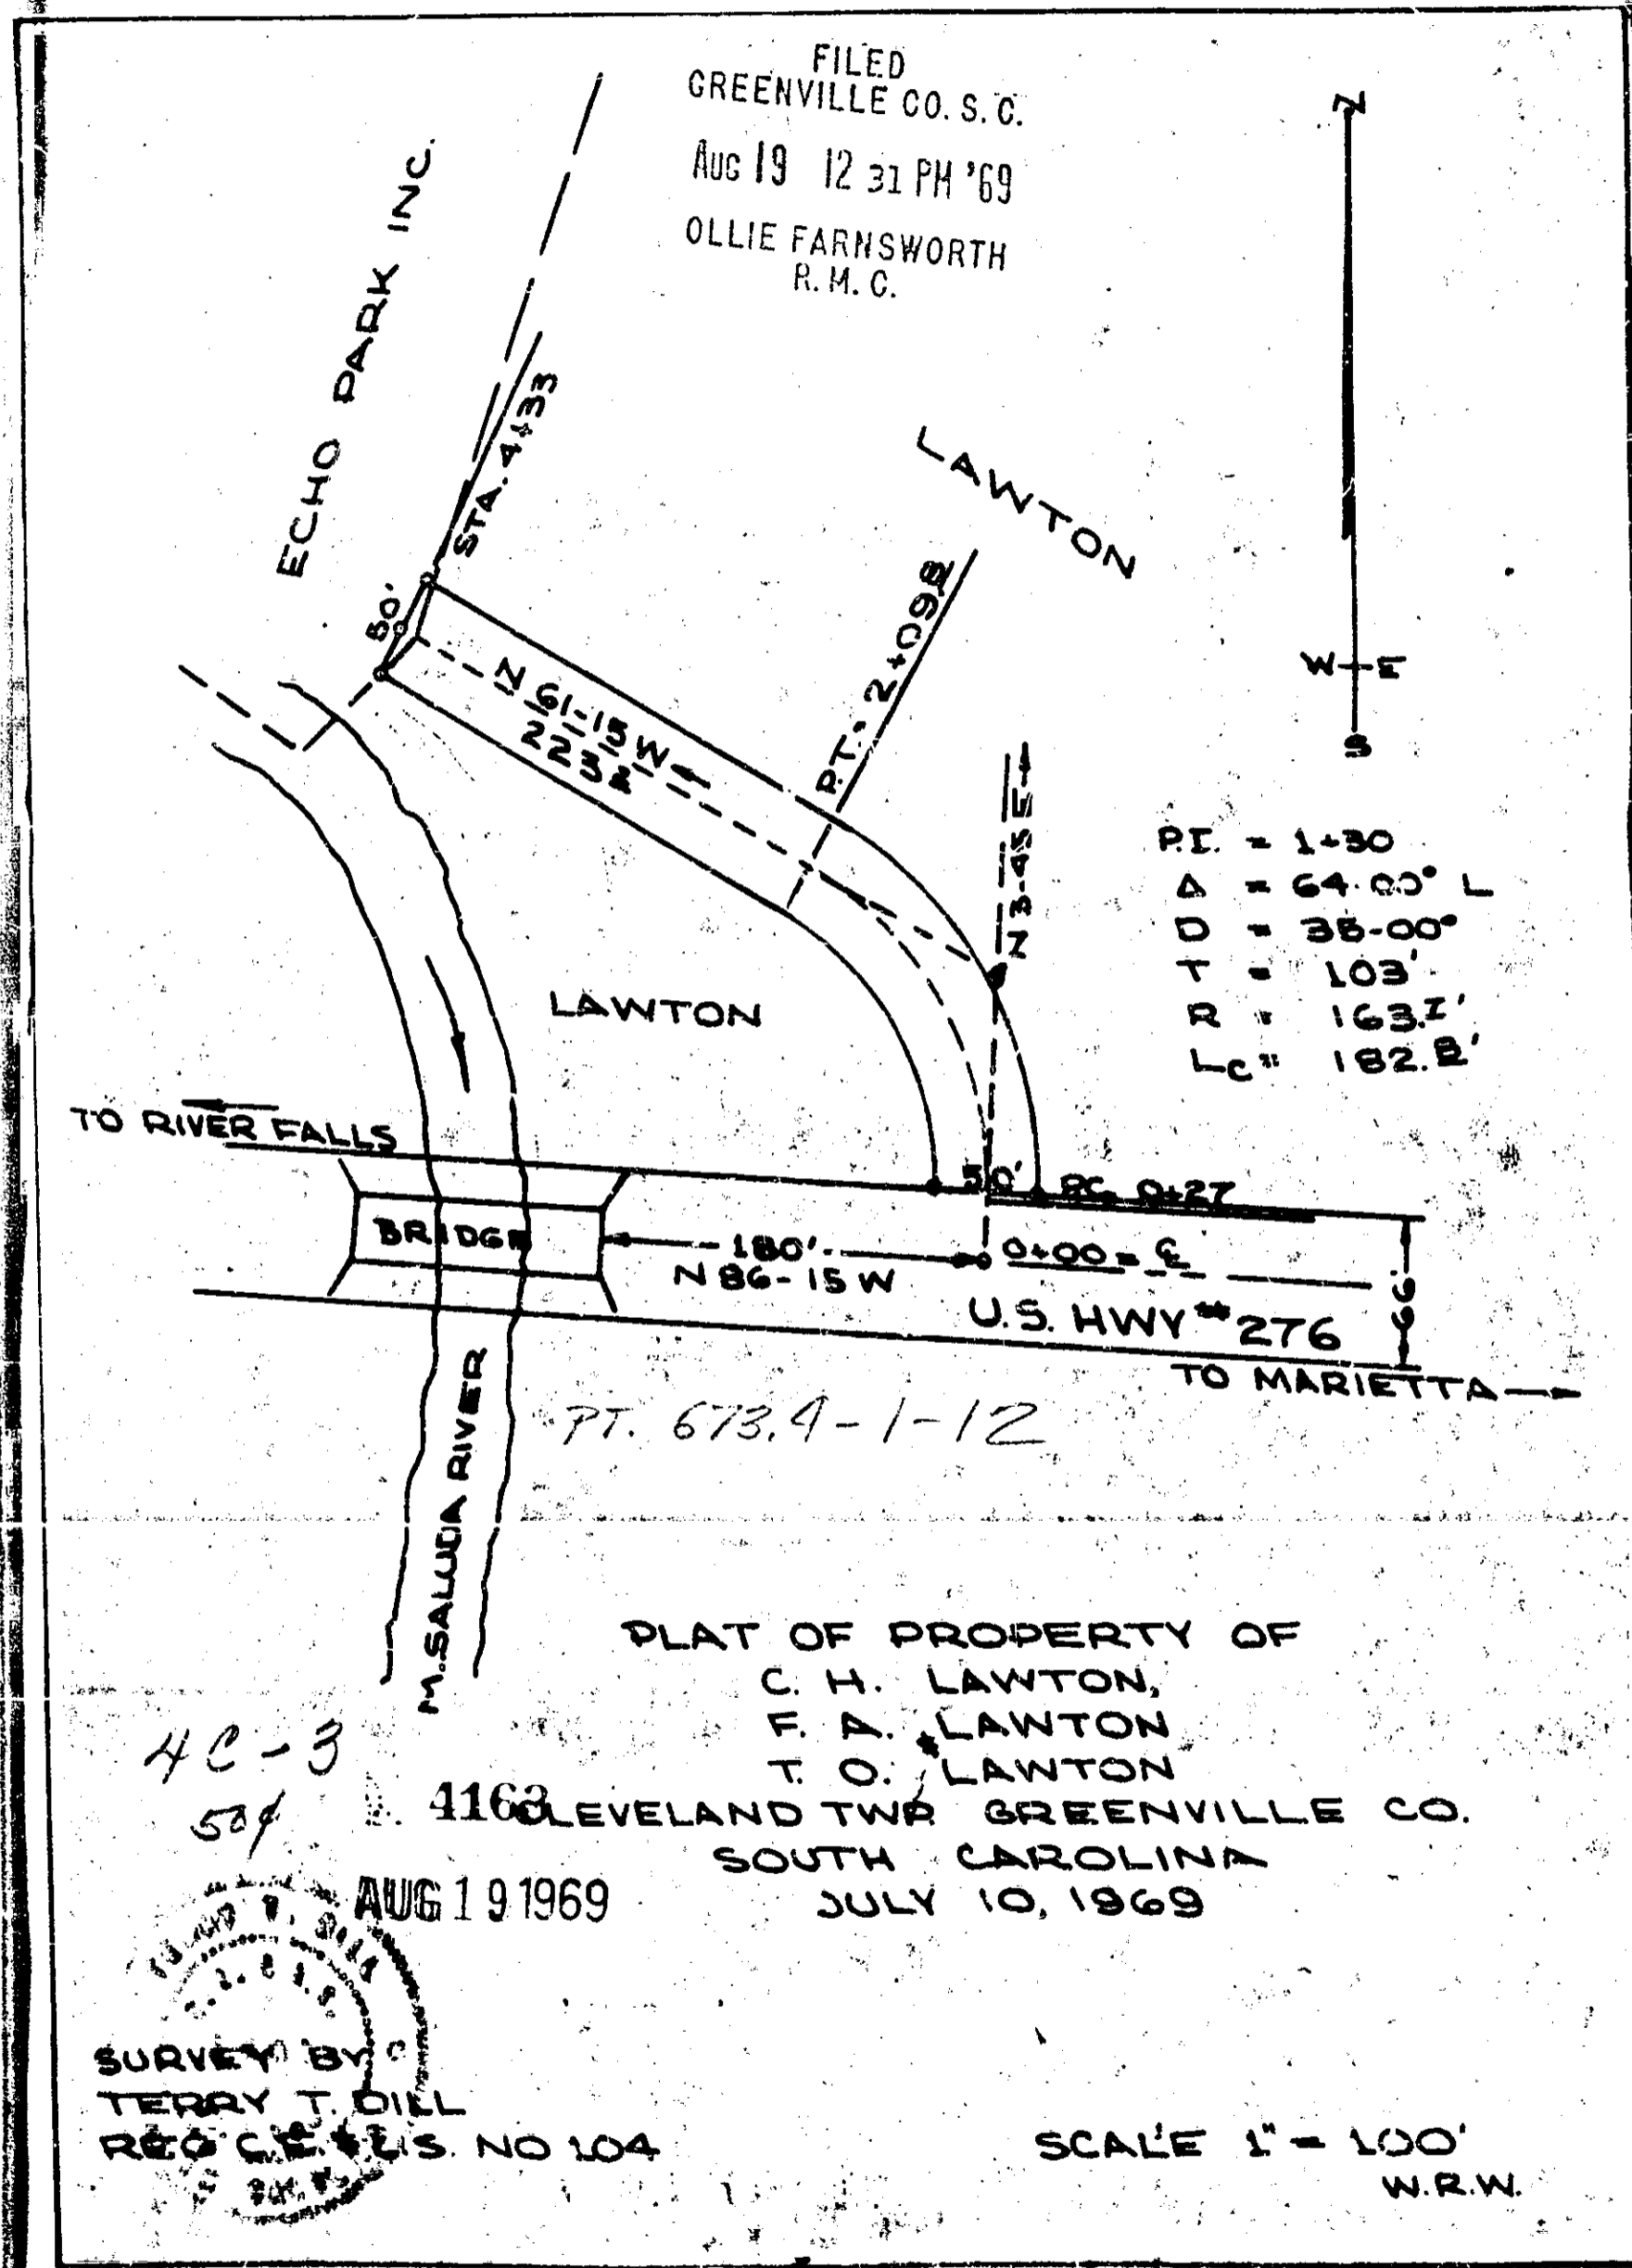 FILED
GREENVILLE CO. S. C.
AUG 19 12 31 PM '69
OLLIE FARNSWORTH
R. M. C.
N
ECHO PARK INC.
STA. 4+33
LAWTON
50'
N 61-15 W
223.2
P.T. 2+09.8
W E
S
N 3-45 E
P.I. = 1+30
Δ = 64-00° L
D = 35-00°
T = 103'
R = 163.1'
Lc = 182.8'
LAWTON
TO RIVER FALLS
50' P.C. 0+27
BRIDGE
180'
N 86-15 W
0+00 = ℄
66'
U.S. HWY # 276
TO MARIETTA
M. SALUDA RIVER
PT. 673.4-1-12
PLAT OF PROPERTY OF
C. H. LAWTON,
F. A. LAWTON
& T. O. LAWTON
4C-3
50¢
4163
CLEVELAND TWP. GREENVILLE CO.
SOUTH CAROLINA
AUG 19 1969
JULY 10, 1969
SURVEY BY
TERRY T. DILL
REG C.E. & L.S. NO 104
SCALE 1" = 100'
W.R.W.